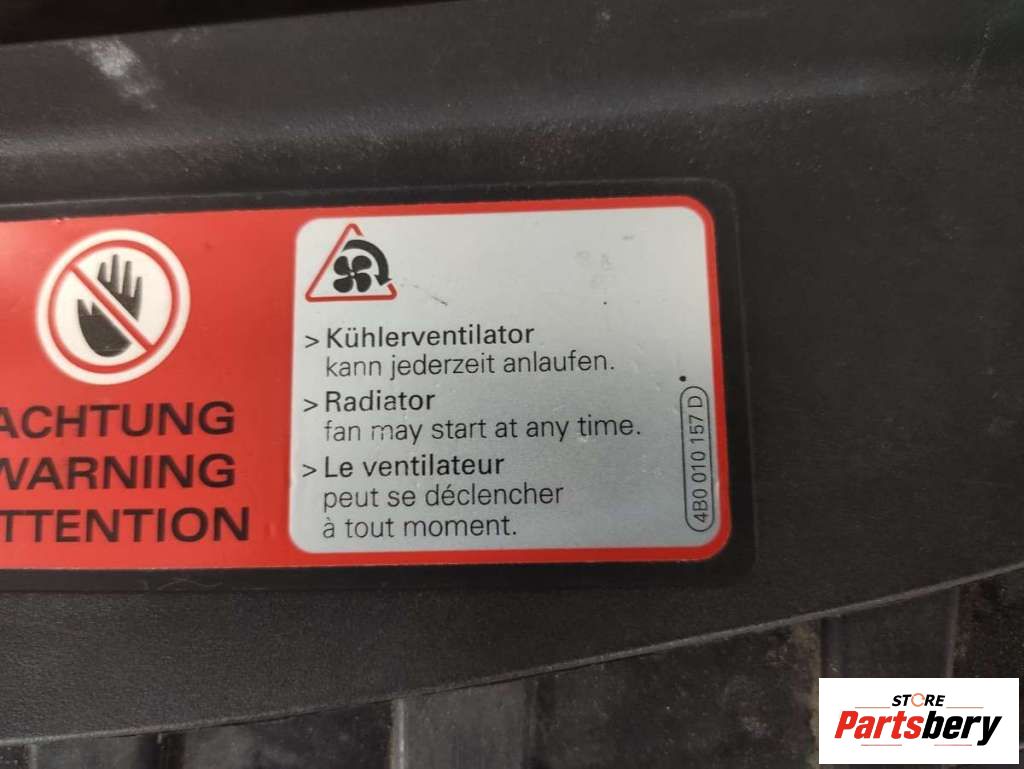 ACHTUNG
WARNING
TTENTION
> Kühlerventilator
kann jederzeit anlaufen.
> Radiator
fan may start at any time.
> Le ventilateur
peut se déclencher
à tout moment.
4B0 010 157 D
STORE
Partsbery